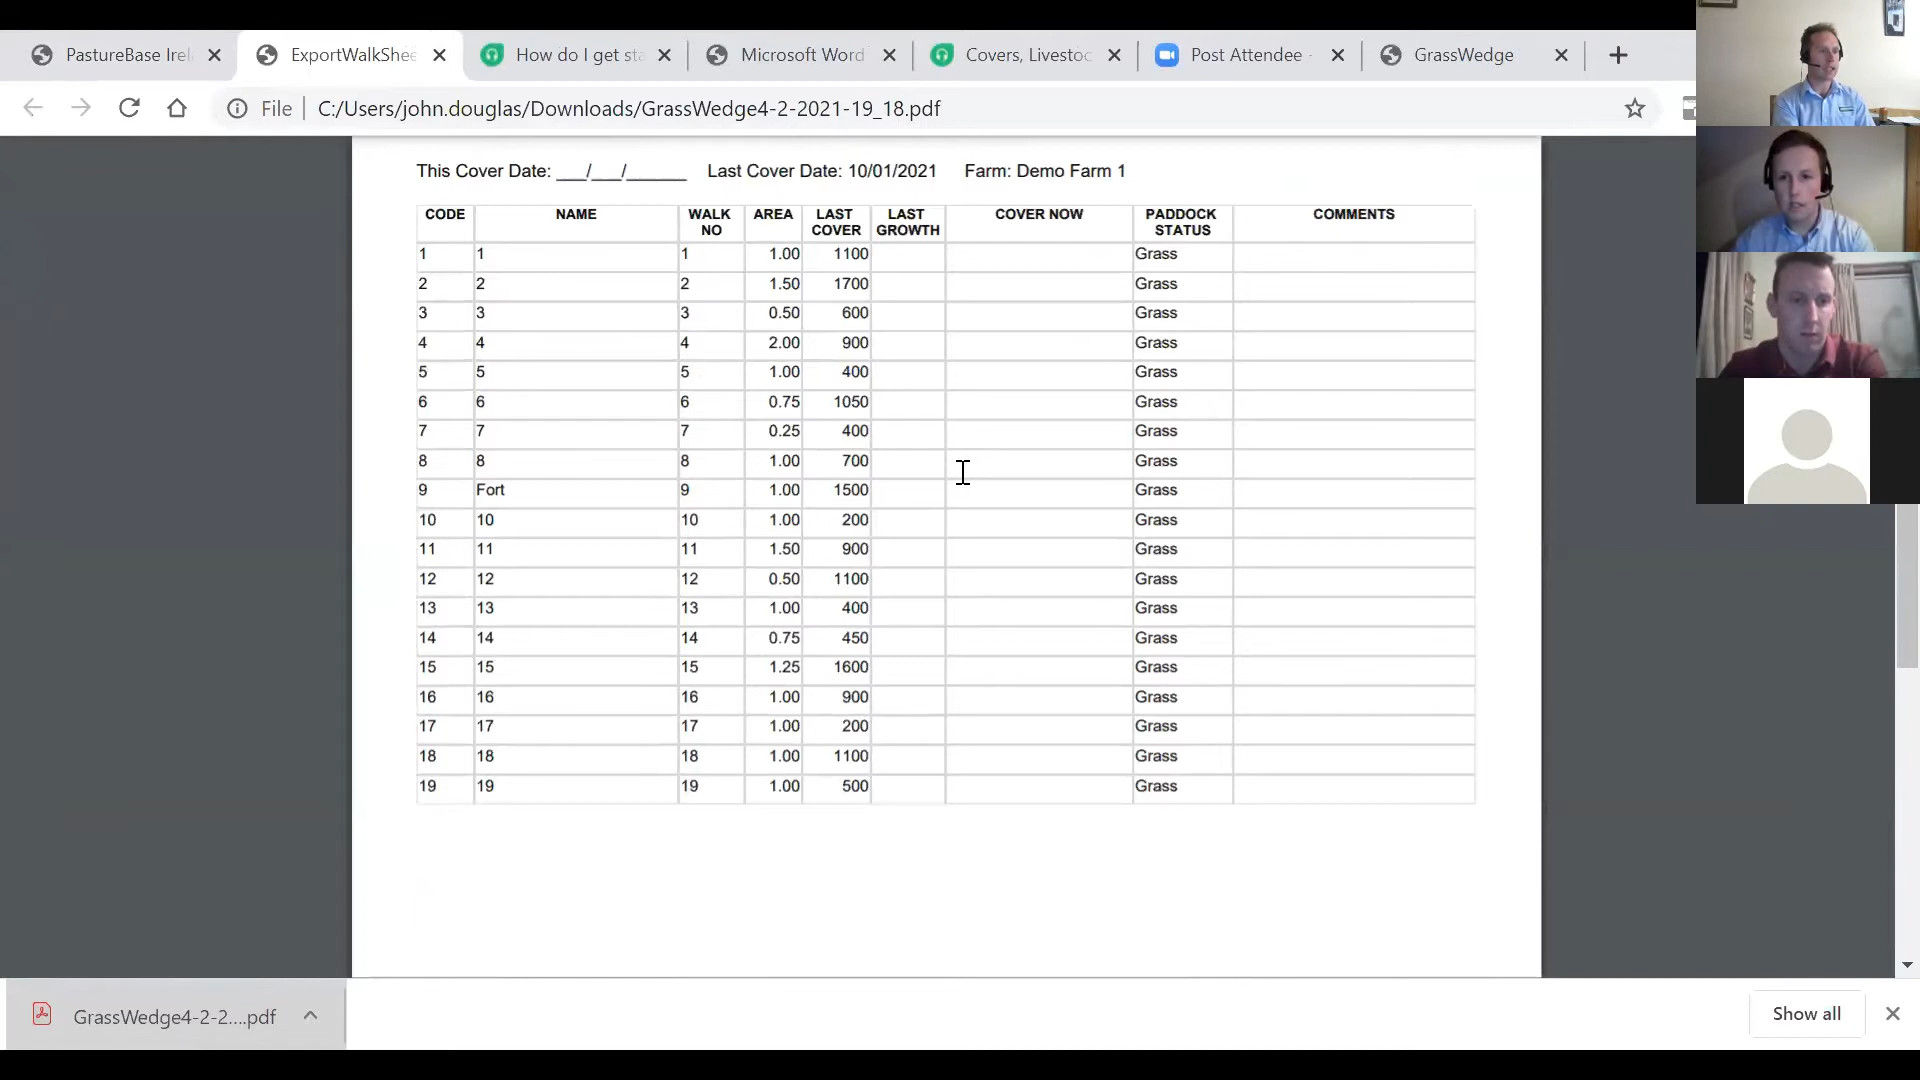 PastureBase Irel
ExportWalkShee
How do I get sta
Microsoft Word
Covers, Livestoc
Post Attendee -
GrassWedge
File C:/Users/john.douglas/Downloads/GrassWedge4-2-2021-19_18.pdf
This Cover Date: ___/___/______ Last Cover Date: 10/01/2021 Farm: Demo Farm 1
CODE NAME WALK NO AREA LAST COVER LAST GROWTH COVER NOW PADDOCK STATUS COMMENTS
1 1 1 1.00 1100 Grass
2 2 2 1.50 1700 Grass
3 3 3 0.50 600 Grass
4 4 4 2.00 900 Grass
5 5 5 1.00 400 Grass
6 6 6 0.75 1050 Grass
7 7 7 0.25 400 Grass
8 8 8 1.00 700 Grass
9 Fort 9 1.00 1500 Grass
10 10 10 1.00 200 Grass
11 11 11 1.50 900 Grass
12 12 12 0.50 1100 Grass
13 13 13 1.00 400 Grass
14 14 14 0.75 450 Grass
15 15 15 1.25 1600 Grass
16 16 16 1.00 900 Grass
17 17 17 1.00 200 Grass
18 18 18 1.00 1100 Grass
19 19 19 1.00 500 Grass
GrassWedge4-2-2....pdf
Show all